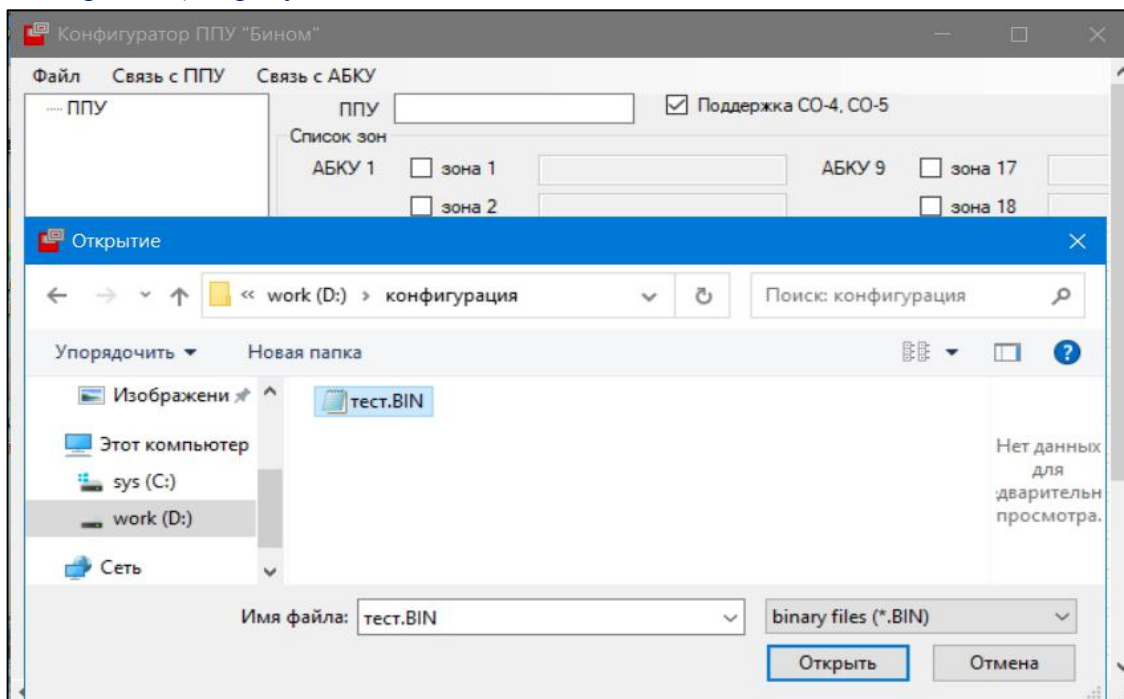 Конфигуратор ППУ "Бином"
Файл Связь с ППУ Связь с АБКУ
ППУ
ППУ
Поддержка СО-4, СО-5
Список зон
АБКУ 1 зона 1 АБКУ 9 зона 17
зона 2 зона 18
Открытие
« work (D:) › конфигурация
Поиск: конфигурация
Упорядочить Новая папка
Изображени
тест.BIN
Этот компьютер
sys (C:)
work (D:)
Сеть
Нет данных
для
дварительн
просмотра.
Имя файла: тест.BIN
binary files (*.BIN)
Открыть Отмена